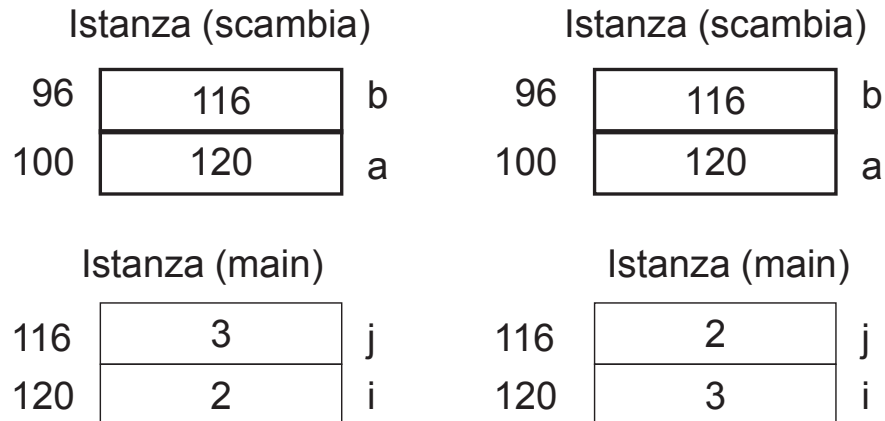 Istanza (scambia)
96 116 b
100 120 a
Istanza (main)
116 3 j
120 2 i
Istanza (scambia)
96 116 b
100 120 a
Istanza (main)
116 2 j
120 3 i